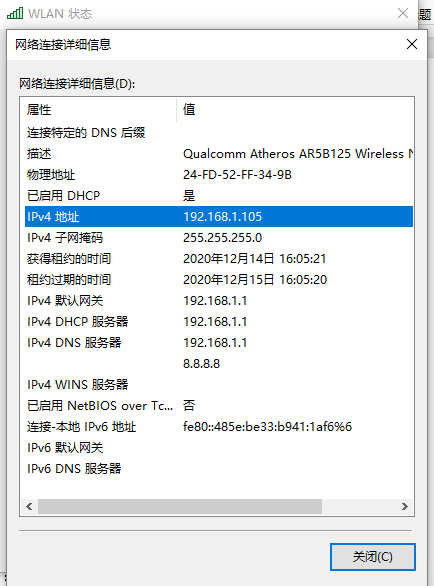 WLAN 状态
网络连接详细信息
网络连接详细信息(D):
属性 值
连接特定的 DNS 后缀
描述 Qualcomm Atheros AR5B125 Wireless N
物理地址 24-FD-52-FF-34-9B
已启用 DHCP 是
IPv4 地址 192.168.1.105
IPv4 子网掩码 255.255.255.0
获得租约的时间 2020年12月14日 16:05:21
租约过期的时间 2020年12月15日 16:05:20
IPv4 默认网关 192.168.1.1
IPv4 DHCP 服务器 192.168.1.1
IPv4 DNS 服务器 192.168.1.1
8.8.8.8
IPv4 WINS 服务器
已启用 NetBIOS over Tc... 否
连接-本地 IPv6 地址 fe80::485e:be33:b941:1af6%6
IPv6 默认网关
IPv6 DNS 服务器
关闭(C)